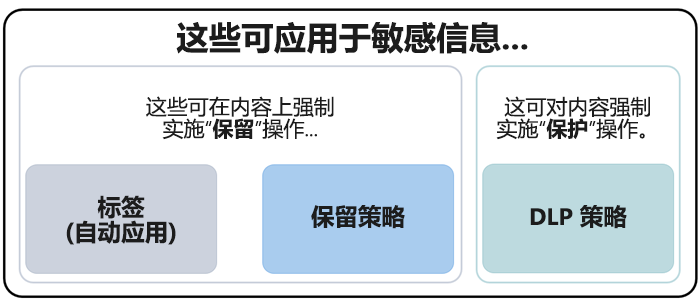 这些可应用于敏感信息...
这些可在内容上强制
实施“保留”操作...
这可对内容强制
实施“保护”操作。
标签
(自动应用)
保留策略
DLP 策略